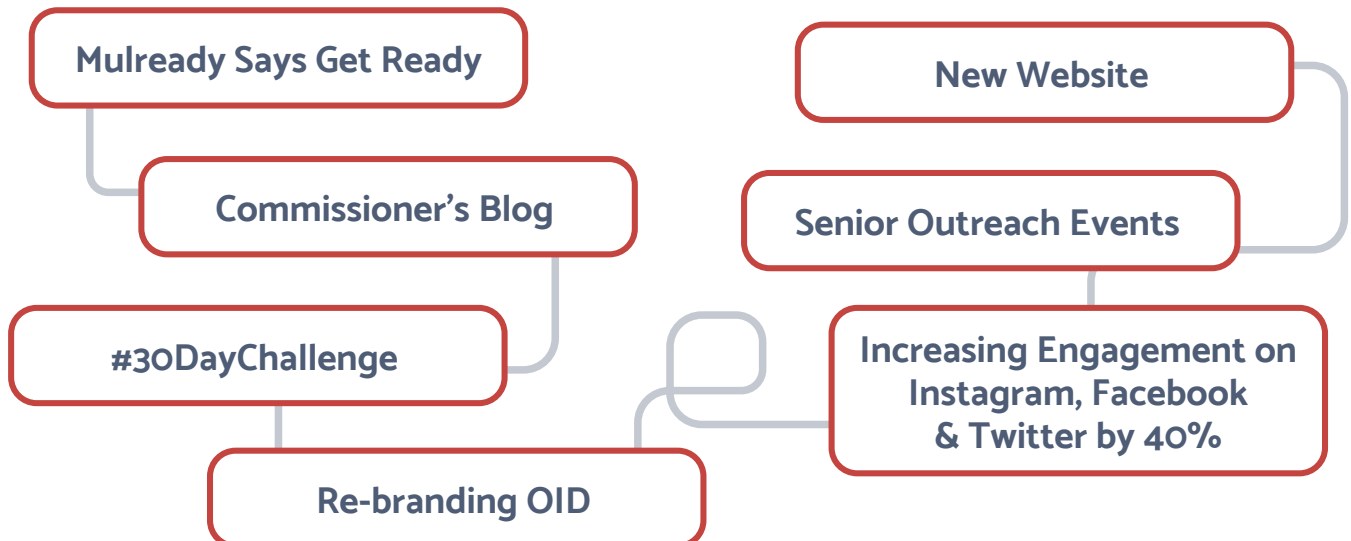 Mulready Says Get Ready
Commissioner’s Blog
#30DayChallenge
Re-branding OID
New Website
Senior Outreach Events
Increasing Engagement on
Instagram, Facebook
& Twitter by 40%